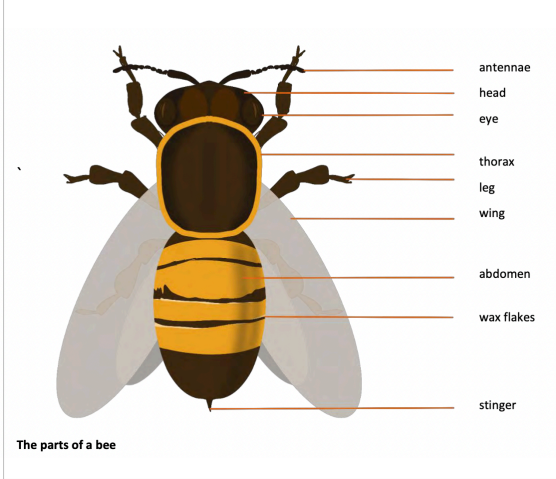 antennae
head
eye
thorax
`
leg
wing
abdomen
wax flakes
stinger
The parts of a bee